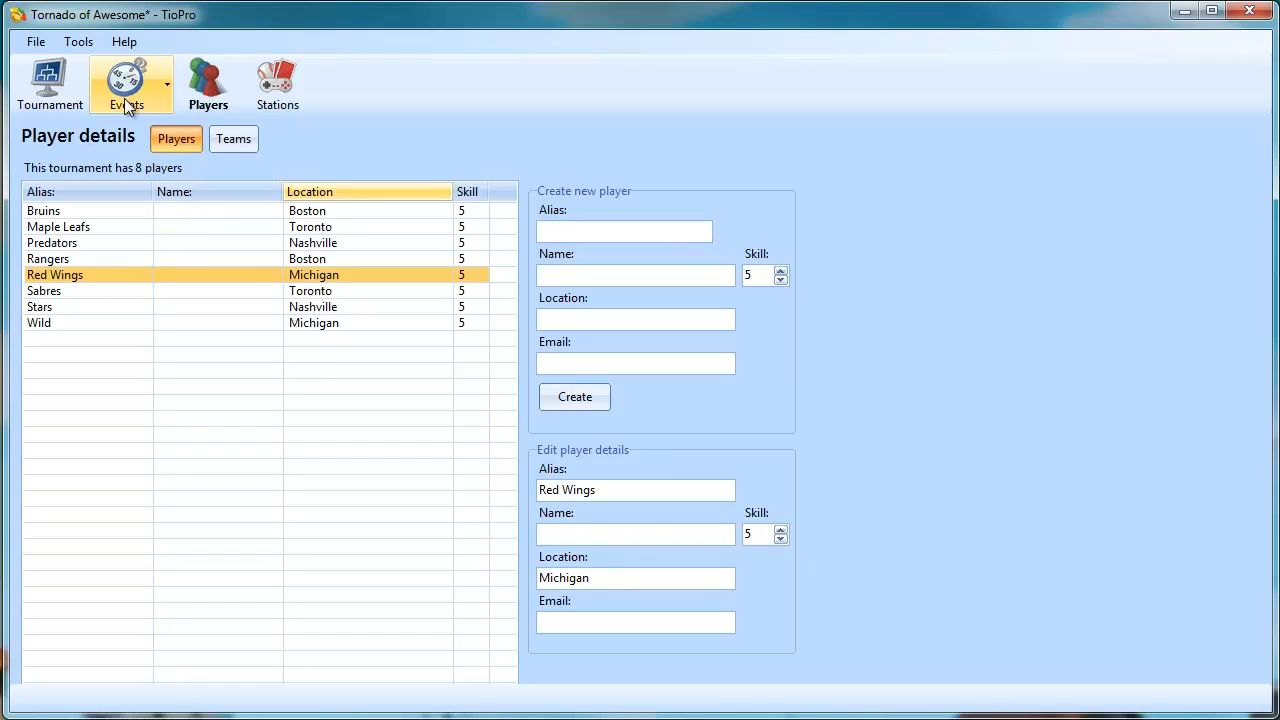 Tornado of Awesome* - TioPro
File Tools Help
Tournament Events Players Stations
Player details Players Teams
This tournament has 8 players
Alias: Name: Location Skill
Bruins Boston 5
Maple Leafs Toronto 5
Predators Nashville 5
Rangers Boston 5
Red Wings Michigan 5
Sabres Toronto 5
Stars Nashville 5
Wild Michigan 5
Create new player
Alias:
Name: Skill:
5
Location:
Email:
Create
Edit player details
Alias:
Red Wings
Name: Skill:
5
Location:
Michigan
Email: